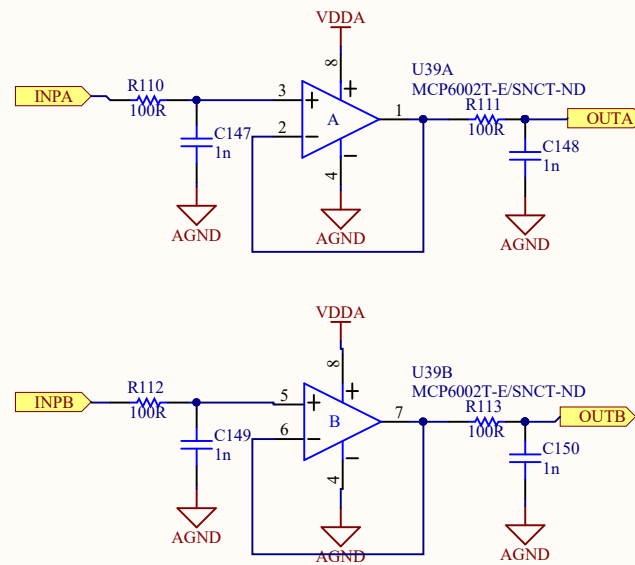 VDDA
8
U39A
MCP6002T-E/SNCT-ND
INPA
R110
100R
3
+
+
A
1
R111
100R
OUTA
C147
1n
2
−
−
4
C148
1n
AGND
AGND
AGND
VDDA
8
U39B
MCP6002T-E/SNCT-ND
INPB
R112
100R
5
+
+
B
7
R113
100R
OUTB
C149
1n
6
−
−
4
C150
1n
AGND
AGND
AGND